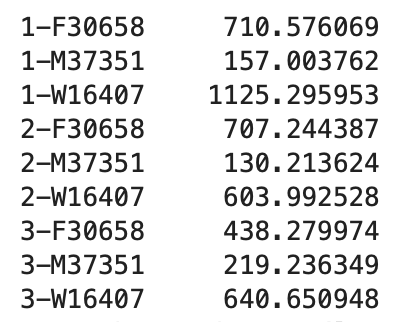 1-F30658 710.576069
1-M37351 157.003762
1-W16407 1125.295953
2-F30658 707.244387
2-M37351 130.213624
2-W16407 603.992528
3-F30658 438.279974
3-M37351 219.236349
3-W16407 640.650948